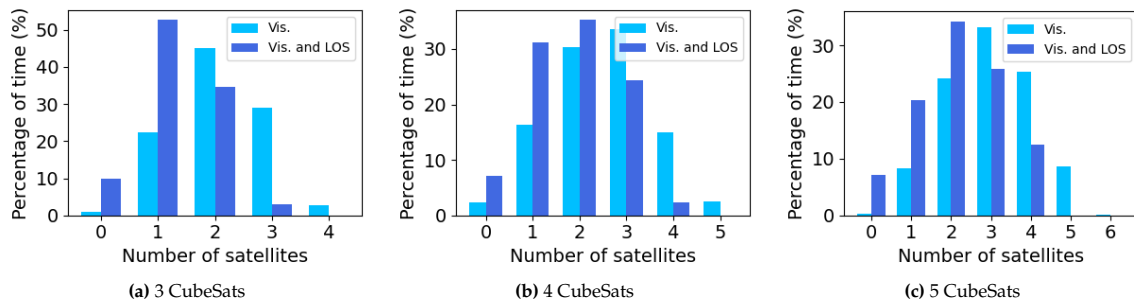 Percentage of time (%)
50
40
30
20
10
0
Vis.
Vis. and LOS
0 1 2 3 4
Number of satellites
(a) 3 CubeSats
Percentage of time (%)
30
20
10
0
Vis.
Vis. and LOS
0 1 2 3 4 5
Number of satellites
(b) 4 CubeSats
Percentage of time (%)
30
20
10
0
Vis.
Vis. and LOS
0 1 2 3 4 5 6
Number of satellites
(c) 5 CubeSats